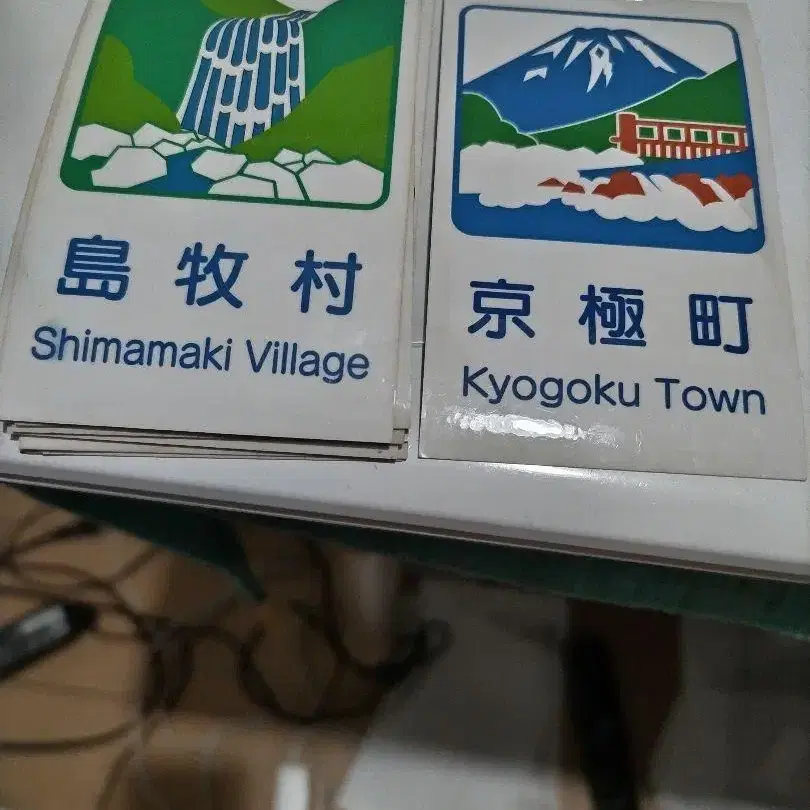 島牧村
Shimamaki Village
京極町
Kyogoku Town